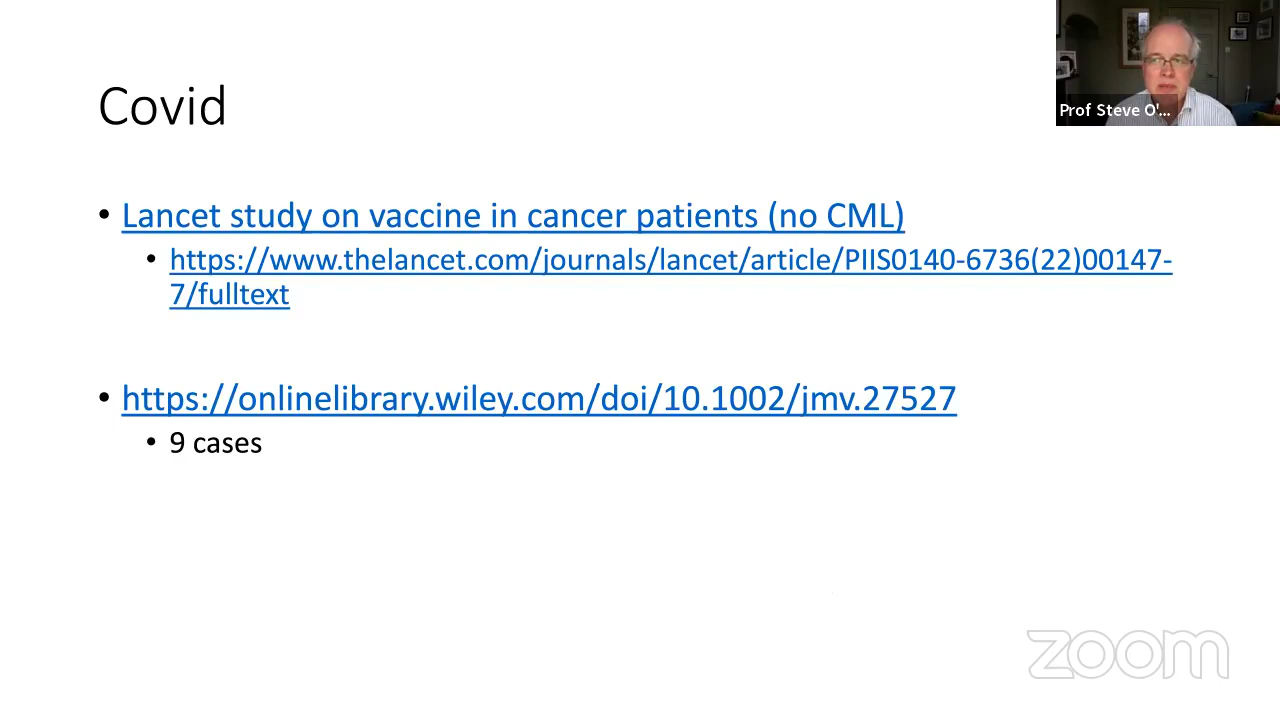 Covid
Prof Steve O'...
• Lancet study on vaccine in cancer patients (no CML)
• https://www.thelancet.com/journals/lancet/article/PIIS0140-6736(22)00147-
7/fulltext
• https://onlinelibrary.wiley.com/doi/10.1002/jmv.27527
• 9 cases
zoom